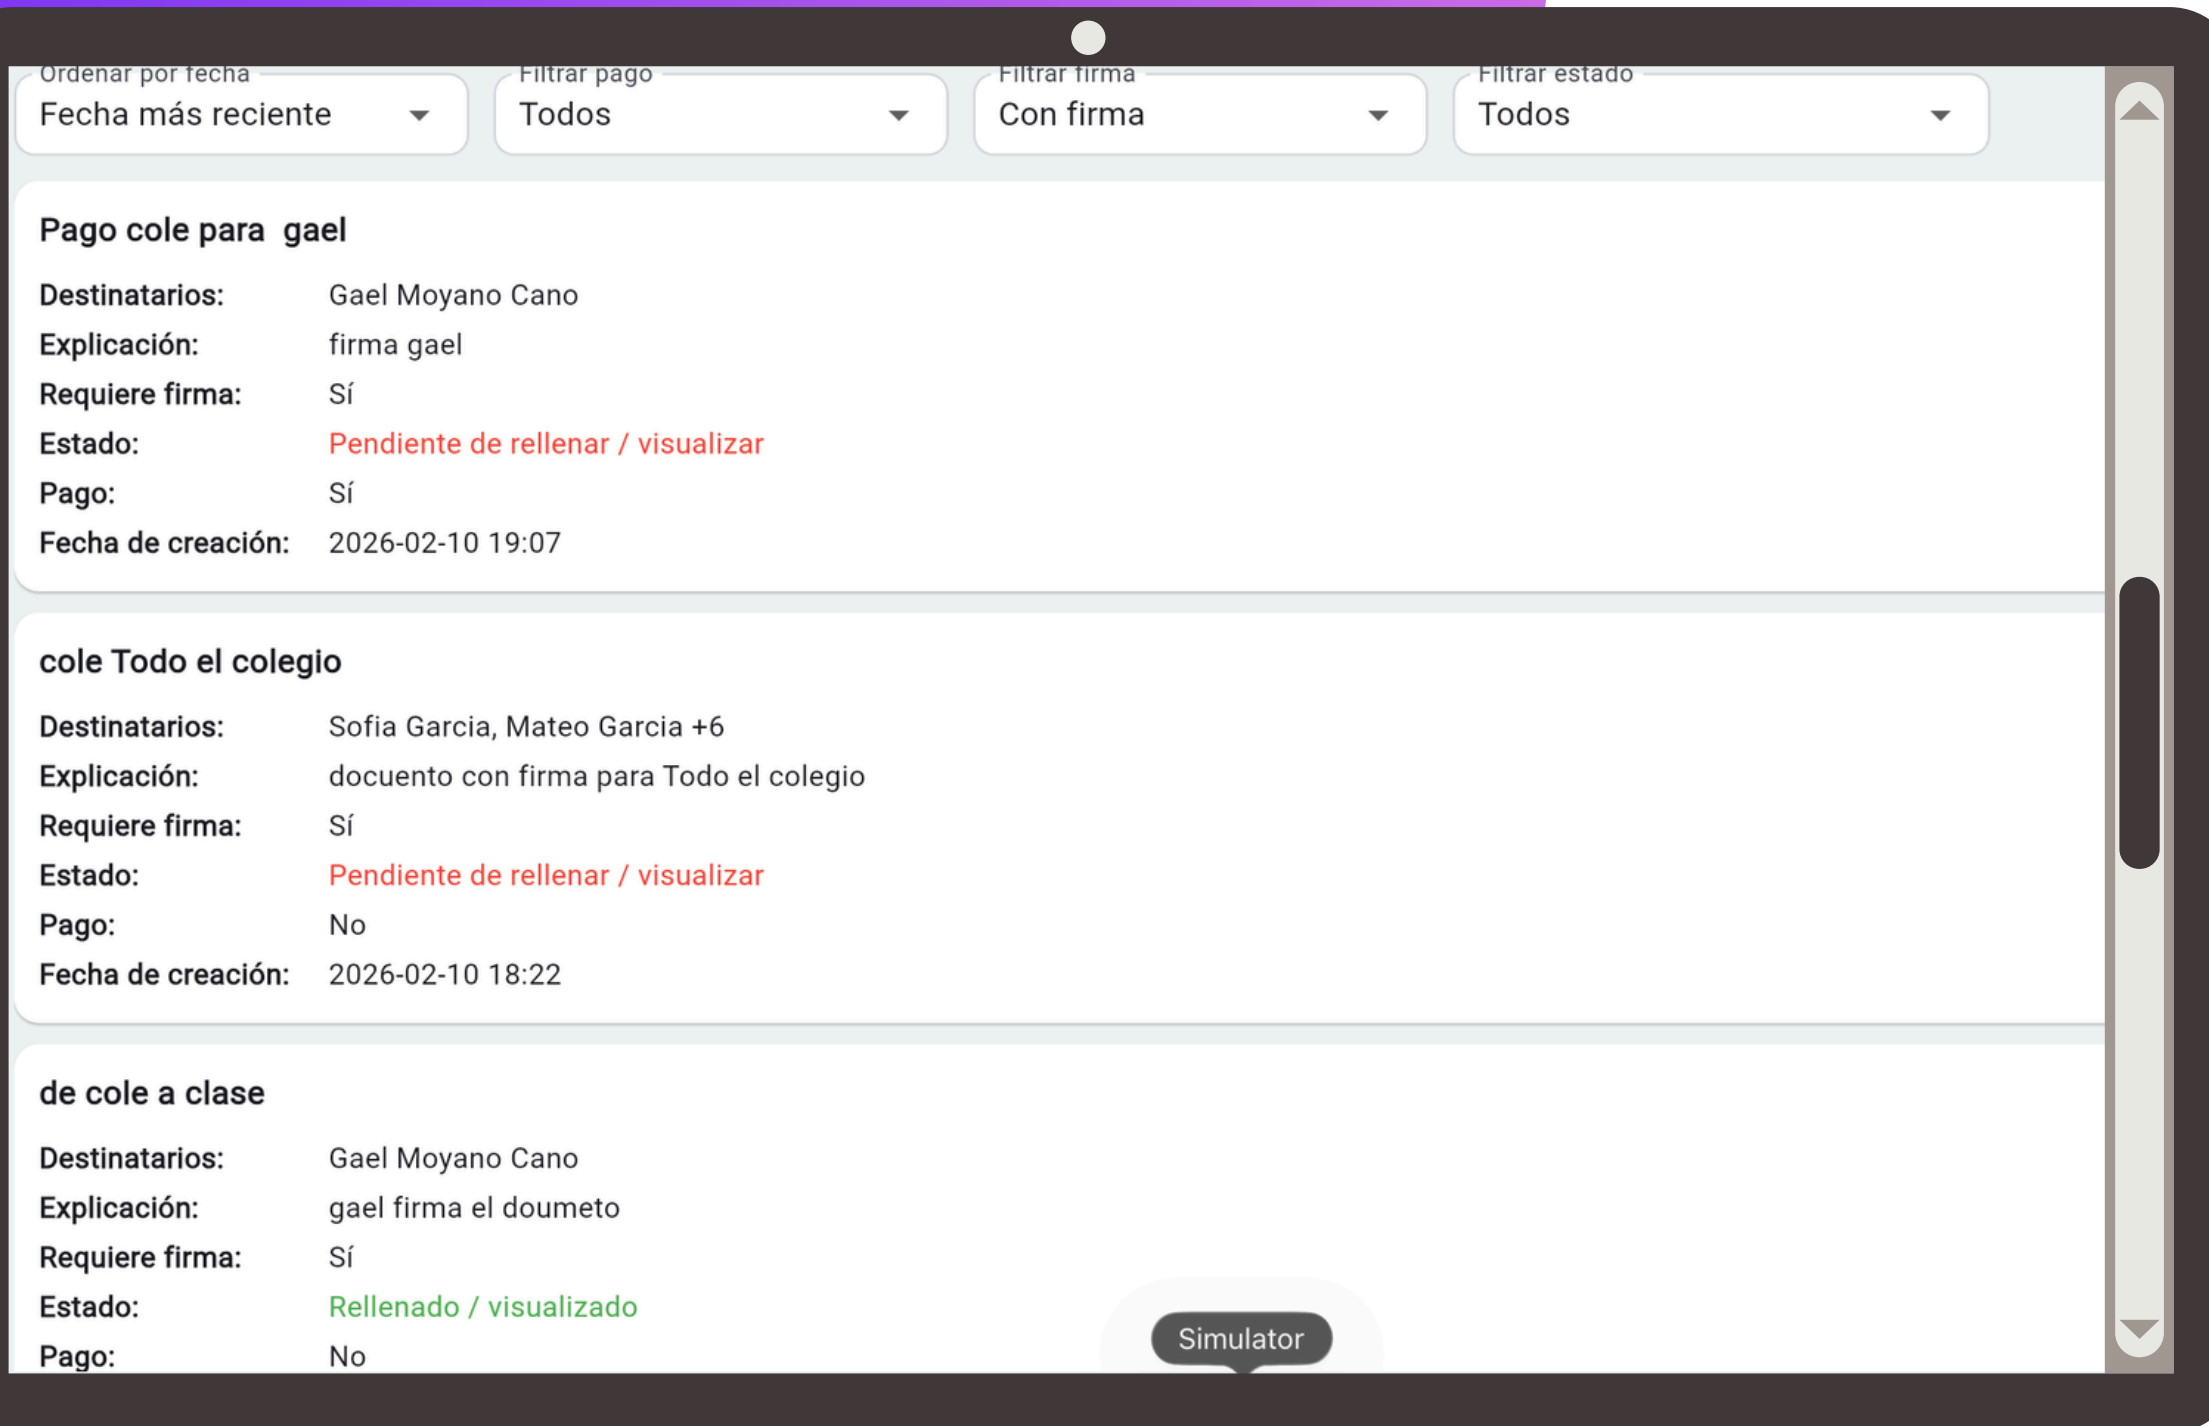 Ordenar por fecha
Filtrar pago
Filtrar firma
Filtrar estado
Fecha más reciente
Todos
Con firma
Todos
Pago cole para  gael
Destinatarios: Gael Moyano Cano
Explicación: firma gael
Requiere firma: Sí
Estado: Pendiente de rellenar / visualizar
Pago: Sí
Fecha de creación: 2026-02-10 19:07
cole Todo el colegio
Destinatarios: Sofia Garcia, Mateo Garcia +6
Explicación: docuento con firma para Todo el colegio
Requiere firma: Sí
Estado: Pendiente de rellenar / visualizar
Pago: No
Fecha de creación: 2026-02-10 18:22
de cole a clase
Destinatarios: Gael Moyano Cano
Explicación: gael firma el doumeto
Requiere firma: Sí
Estado: Rellenado / visualizado
Pago: No
Simulator